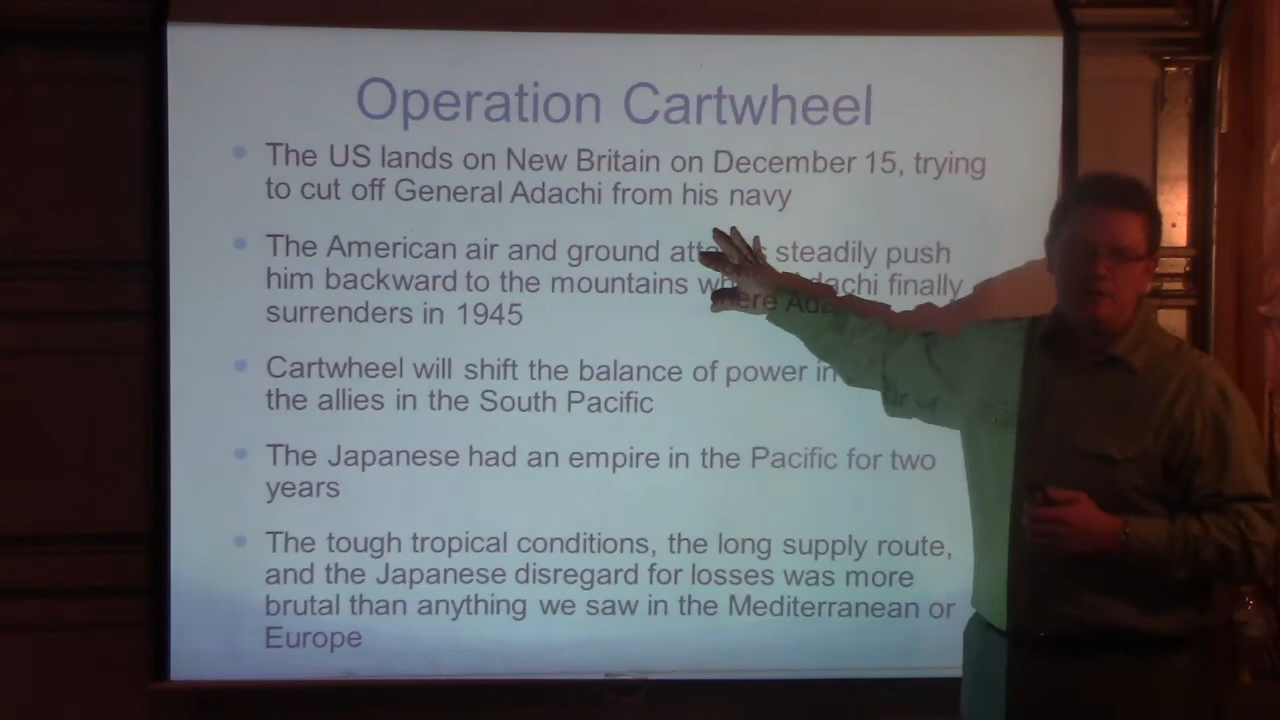 Operation Cartwheel
The US lands on New Britain on December 15, trying
to cut off General Adachi from his navy
The American air and ground attacks steadily push
him backward to the mountains where Adachi finally
surrenders in 1945
Cartwheel will shift the balance of power in
the allies in the South Pacific
The Japanese had an empire in the Pacific for two
years
The tough tropical conditions, the long supply route,
and the Japanese disregard for losses was more
brutal than anything we saw in the Mediterranean or
Europe